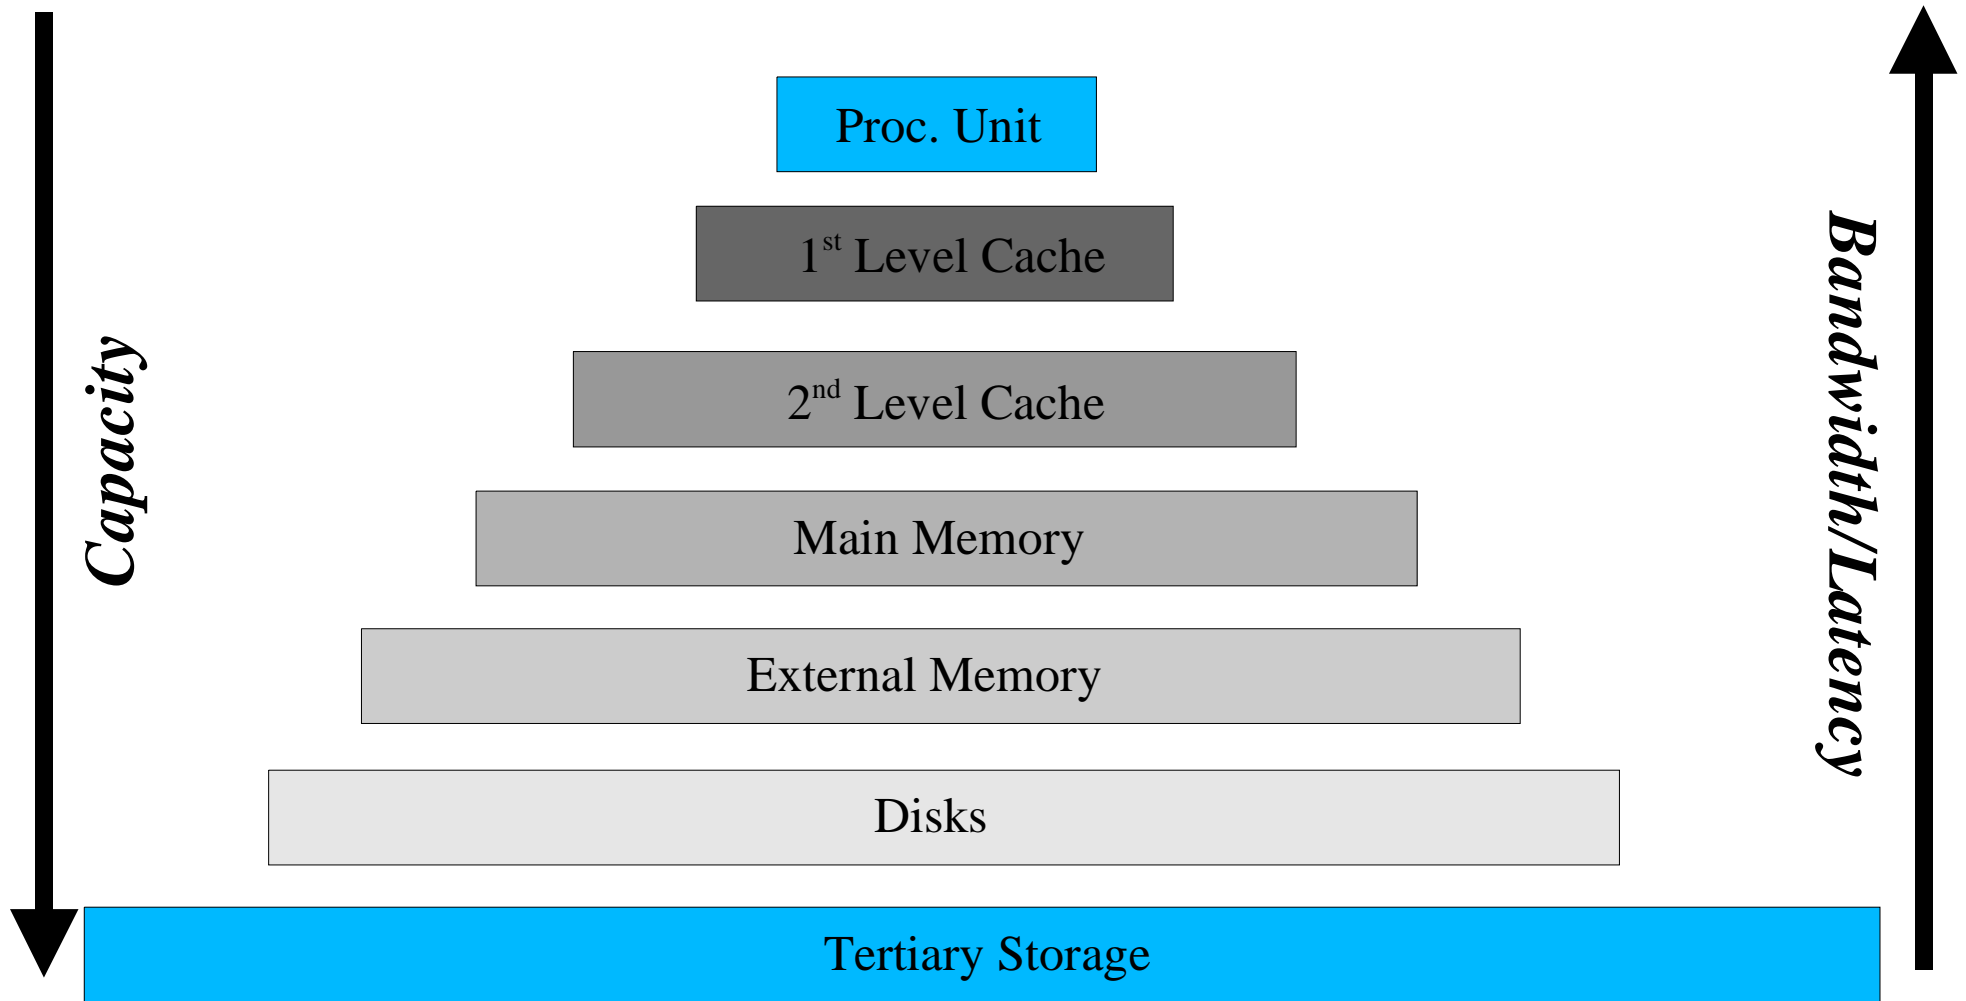 Proc. Unit
1st Level Cache
2nd Level Cache
Main Memory
External Memory
Disks
Tertiary Storage
Capacity
Bandwidth/Latency